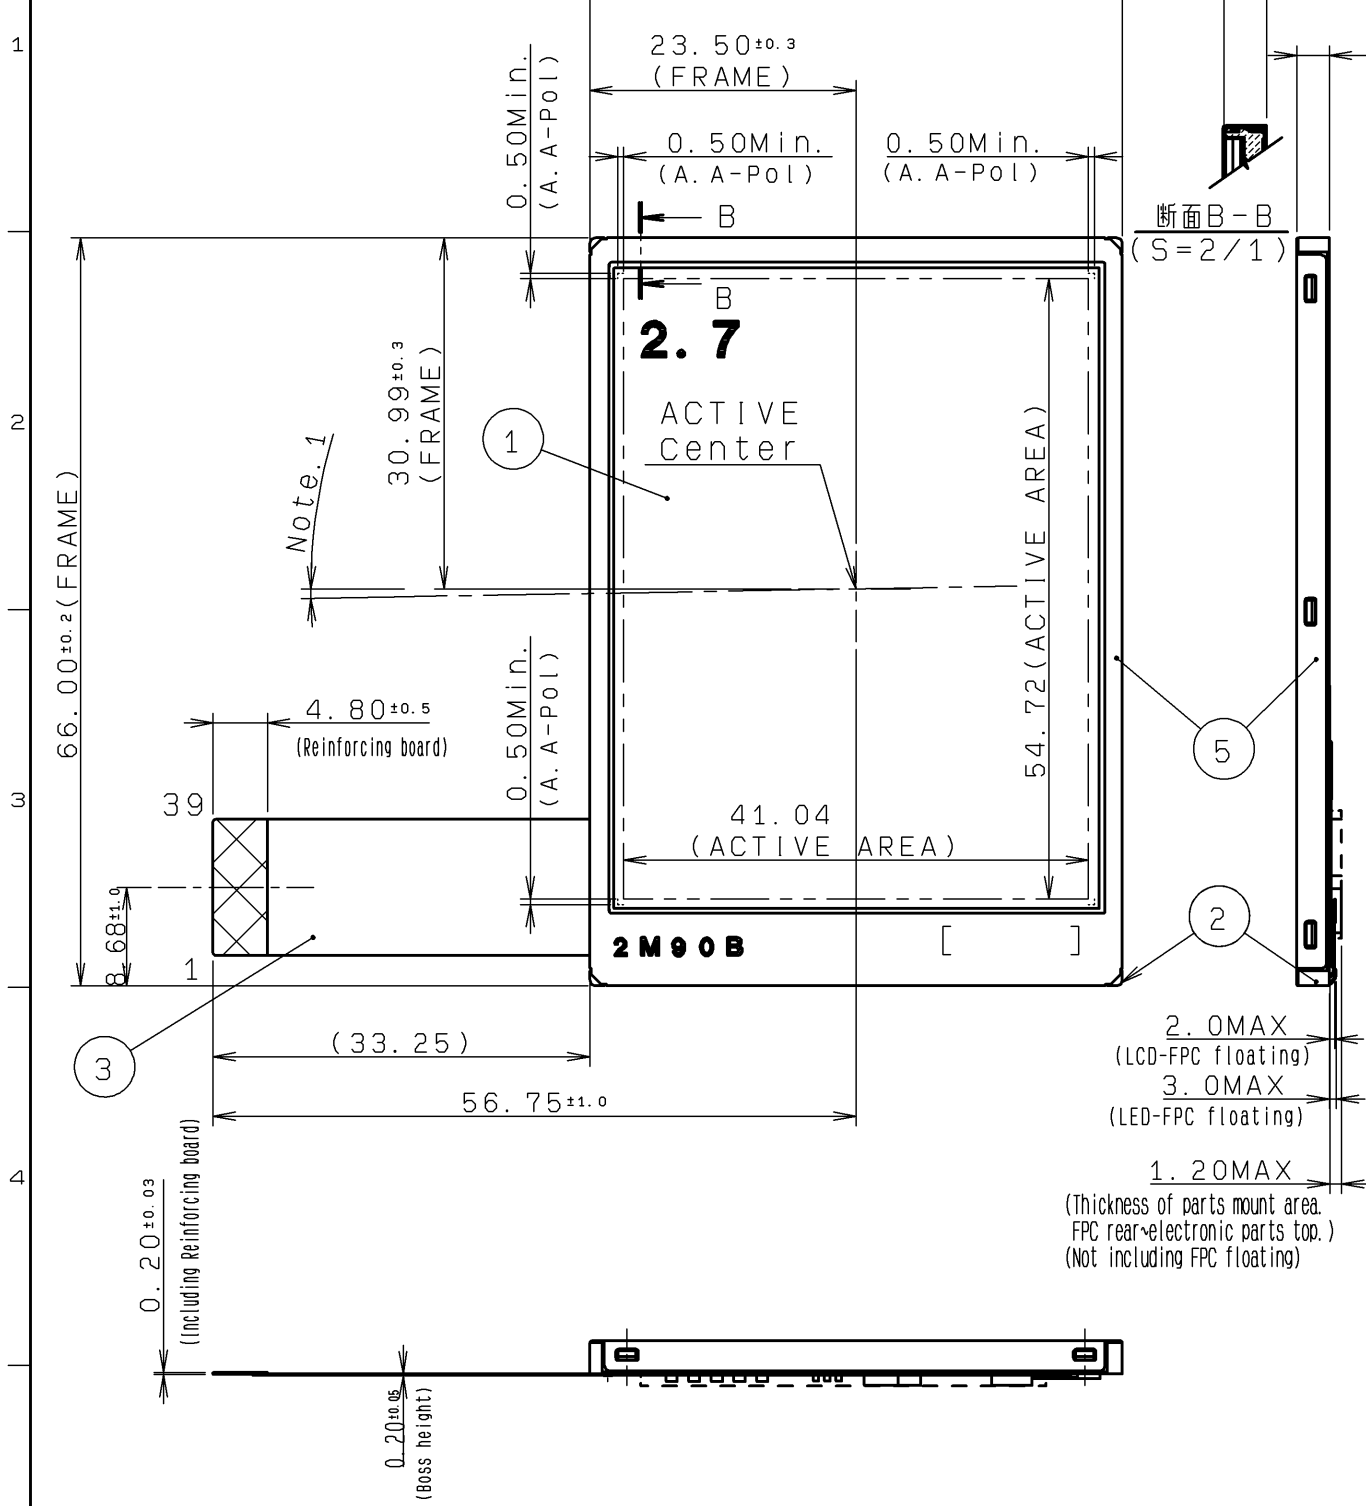 1
23.50±0.3
(FRAME)
0.50Min.
(A.A-Pol)
0.50Min.
(A.A-Pol)
0.50Min.
(A.A-Pol)
B
断面B-B
(S=2/1)
B
2.7
30.99±0.3
(FRAME)
ACTIVE
Center
1
2
Note.1
66.00±0.2(FRAME)
54.72(ACTIVE AREA)
0.50Min.
(A.A-Pol)
4.80±0.5
(Reinforcing board)
5
3
39
41.04
(ACTIVE AREA)
8.68±1.0
1
2M90B
[ ]
2
(33.25)
3
2.0MAX
(LCD-FPC floating)
56.75±1.0
3.0MAX
(LED-FPC floating)
4
1.20MAX
(Thickness of parts mount area.
FPC rear~electronic parts top.)
(Not including FPC floating)
0.20±0.03
(Including Reinforcing board)
0.20±0.05
(Boss height)